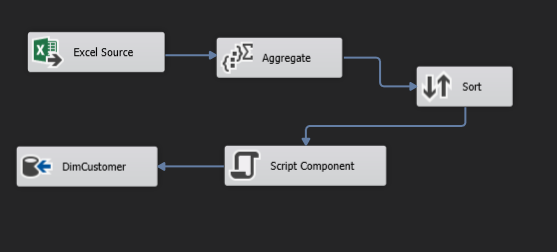 Excel Source
Aggregate
Sort
Script Component
DimCustomer